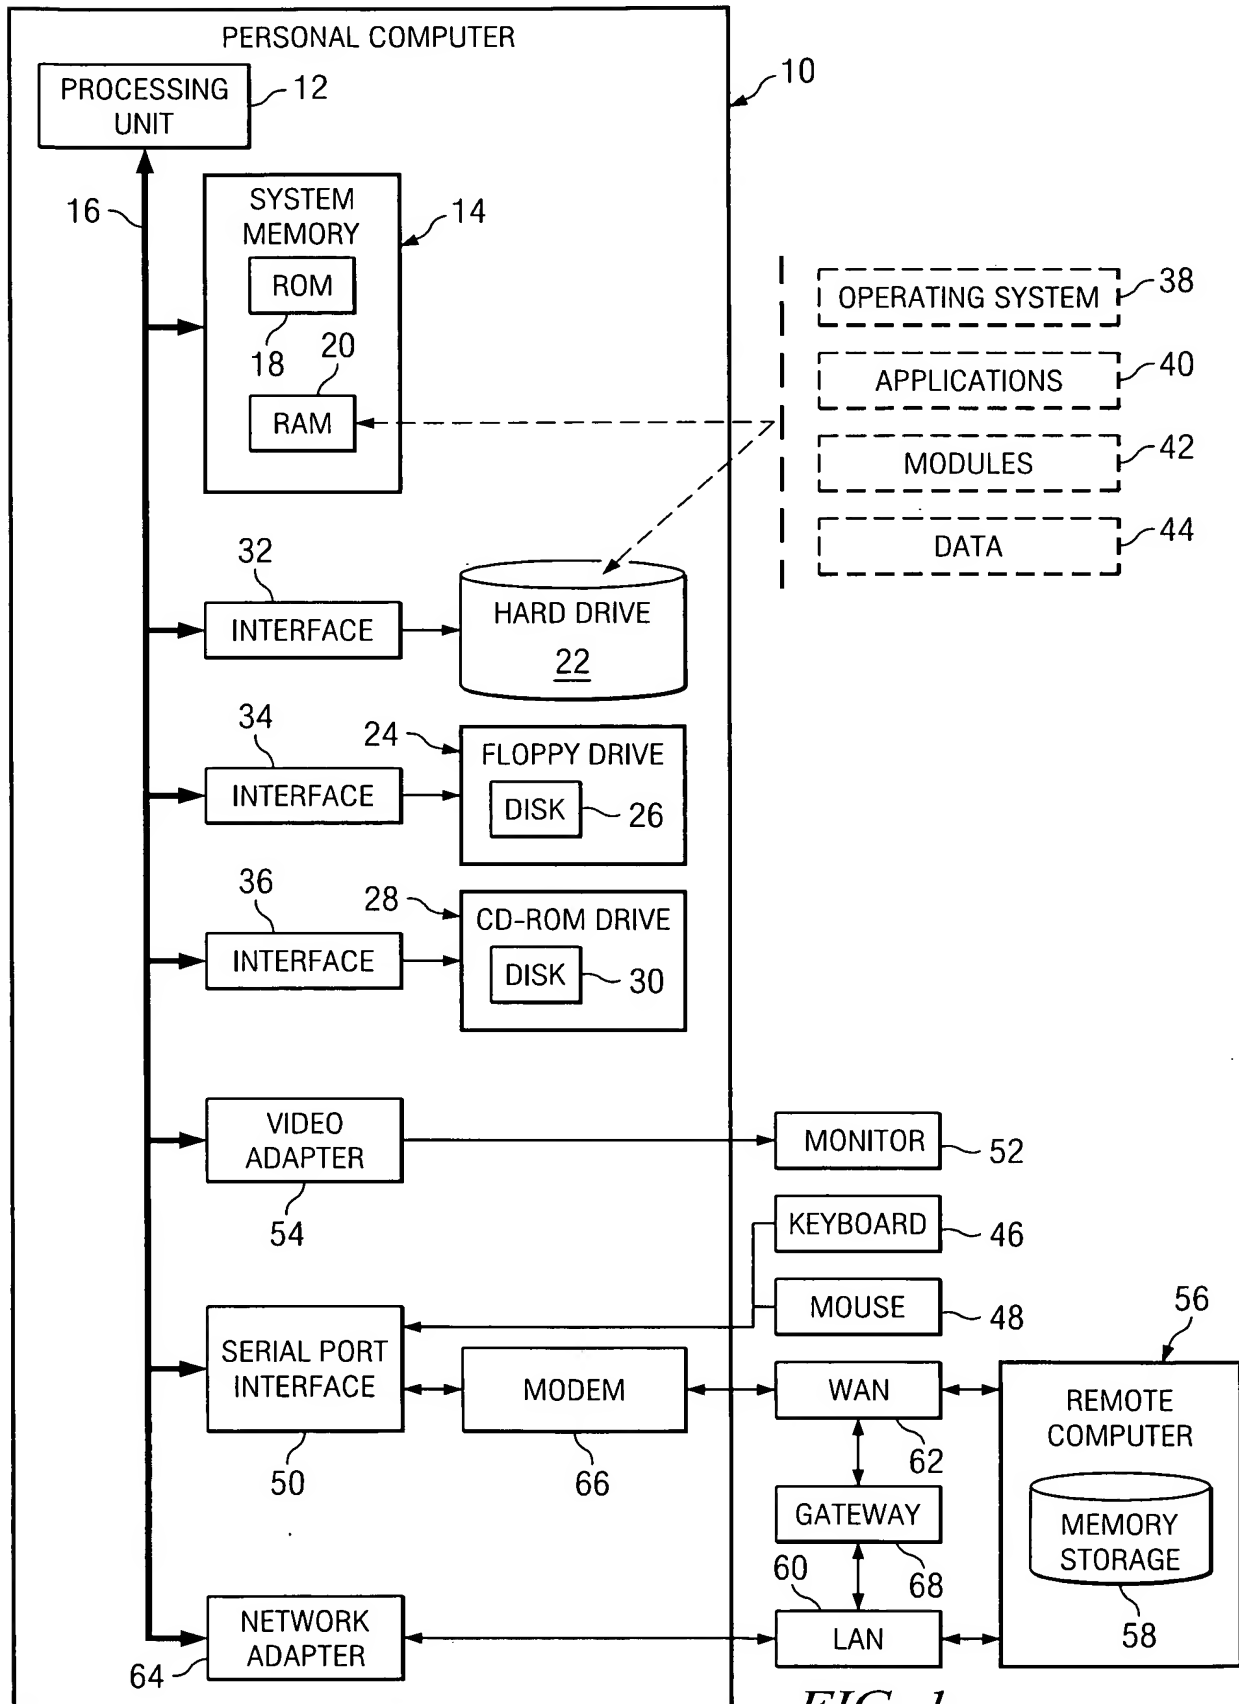 PERSONAL COMPUTER
10
PROCESSING
UNIT
12
16
SYSTEM
MEMORY
14
ROM
18
20
RAM
OPERATING SYSTEM
38
APPLICATIONS
40
MODULES
42
DATA
44
32
INTERFACE
HARD DRIVE
22
34
INTERFACE
24
FLOPPY DRIVE
DISK
26
36
INTERFACE
28
CD-ROM DRIVE
DISK
30
VIDEO
ADAPTER
54
MONITOR
52
KEYBOARD
46
MOUSE
48
SERIAL PORT
INTERFACE
50
MODEM
66
WAN
62
56
REMOTE
COMPUTER
MEMORY
STORAGE
58
GATEWAY
68
60
LAN
NETWORK
ADAPTER
64
FIG. 1